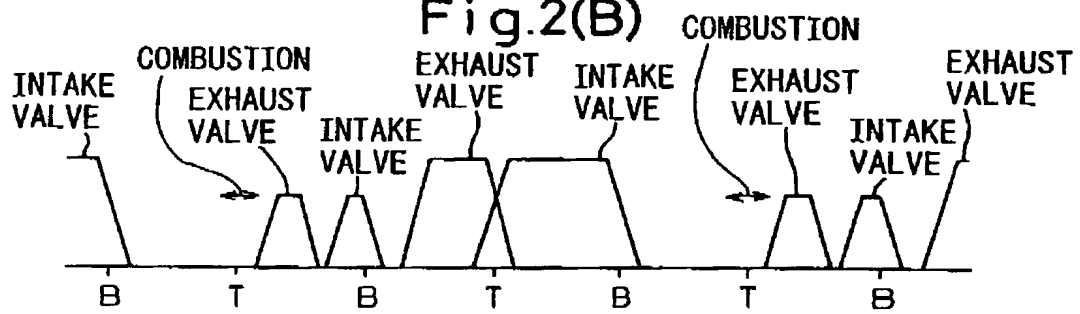 Fig.2(B)
INTAKE
VALVE
COMBUSTION
EXHAUST
VALVE
INTAKE
VALVE
EXHAUST
VALVE
INTAKE
VALVE
COMBUSTION
EXHAUST
VALVE
INTAKE
VALVE
EXHAUST
VALVE
B T B T B T B